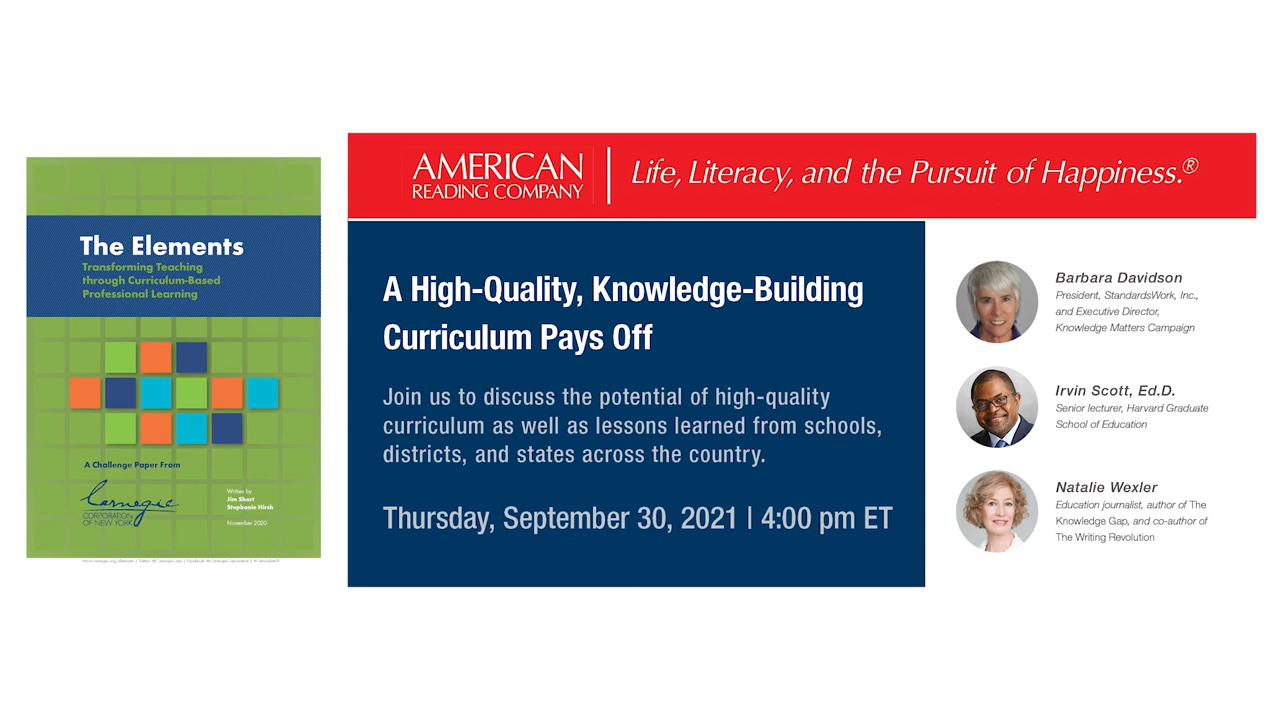 The Elements
Transforming Teaching
through Curriculum-Based
Professional Learning
A Challenge Paper From
Carnegie
CORPORATION
OF NEW YORK
Written by
Jim Short
Stephanie Hirsh
November 2020
AMERICAN
READING COMPANY
Life, Literacy, and the Pursuit of Happiness.®
A High-Quality, Knowledge-Building
Curriculum Pays Off
Join us to discuss the potential of high-quality
curriculum as well as lessons learned from schools,
districts, and states across the country.
Thursday, September 30, 2021 | 4:00 pm ET
Barbara Davidson
President, StandardsWork, Inc.,
and Executive Director,
Knowledge Matters Campaign
Irvin Scott, Ed.D.
Senior lecturer, Harvard Graduate
School of Education
Natalie Wexler
Education journalist, author of The
Knowledge Gap, and co-author of
The Writing Revolution